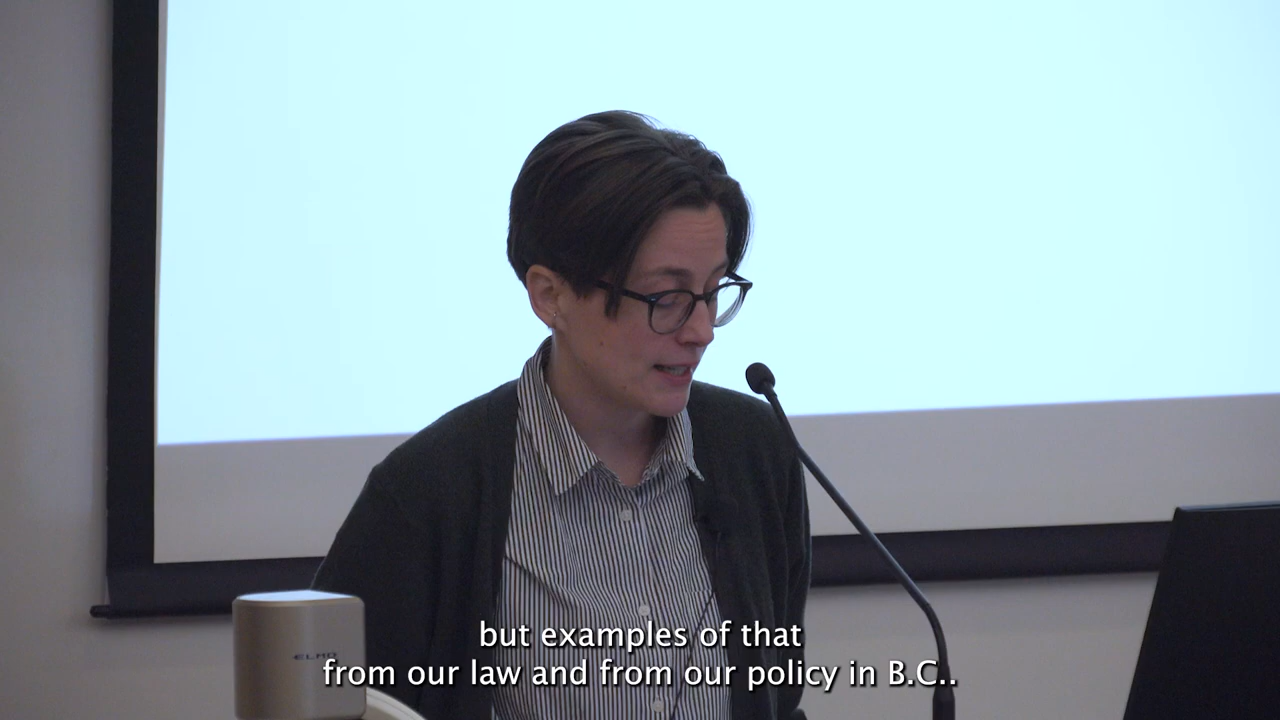 ELMO
but examples of that
from our law and from our policy in B.C..